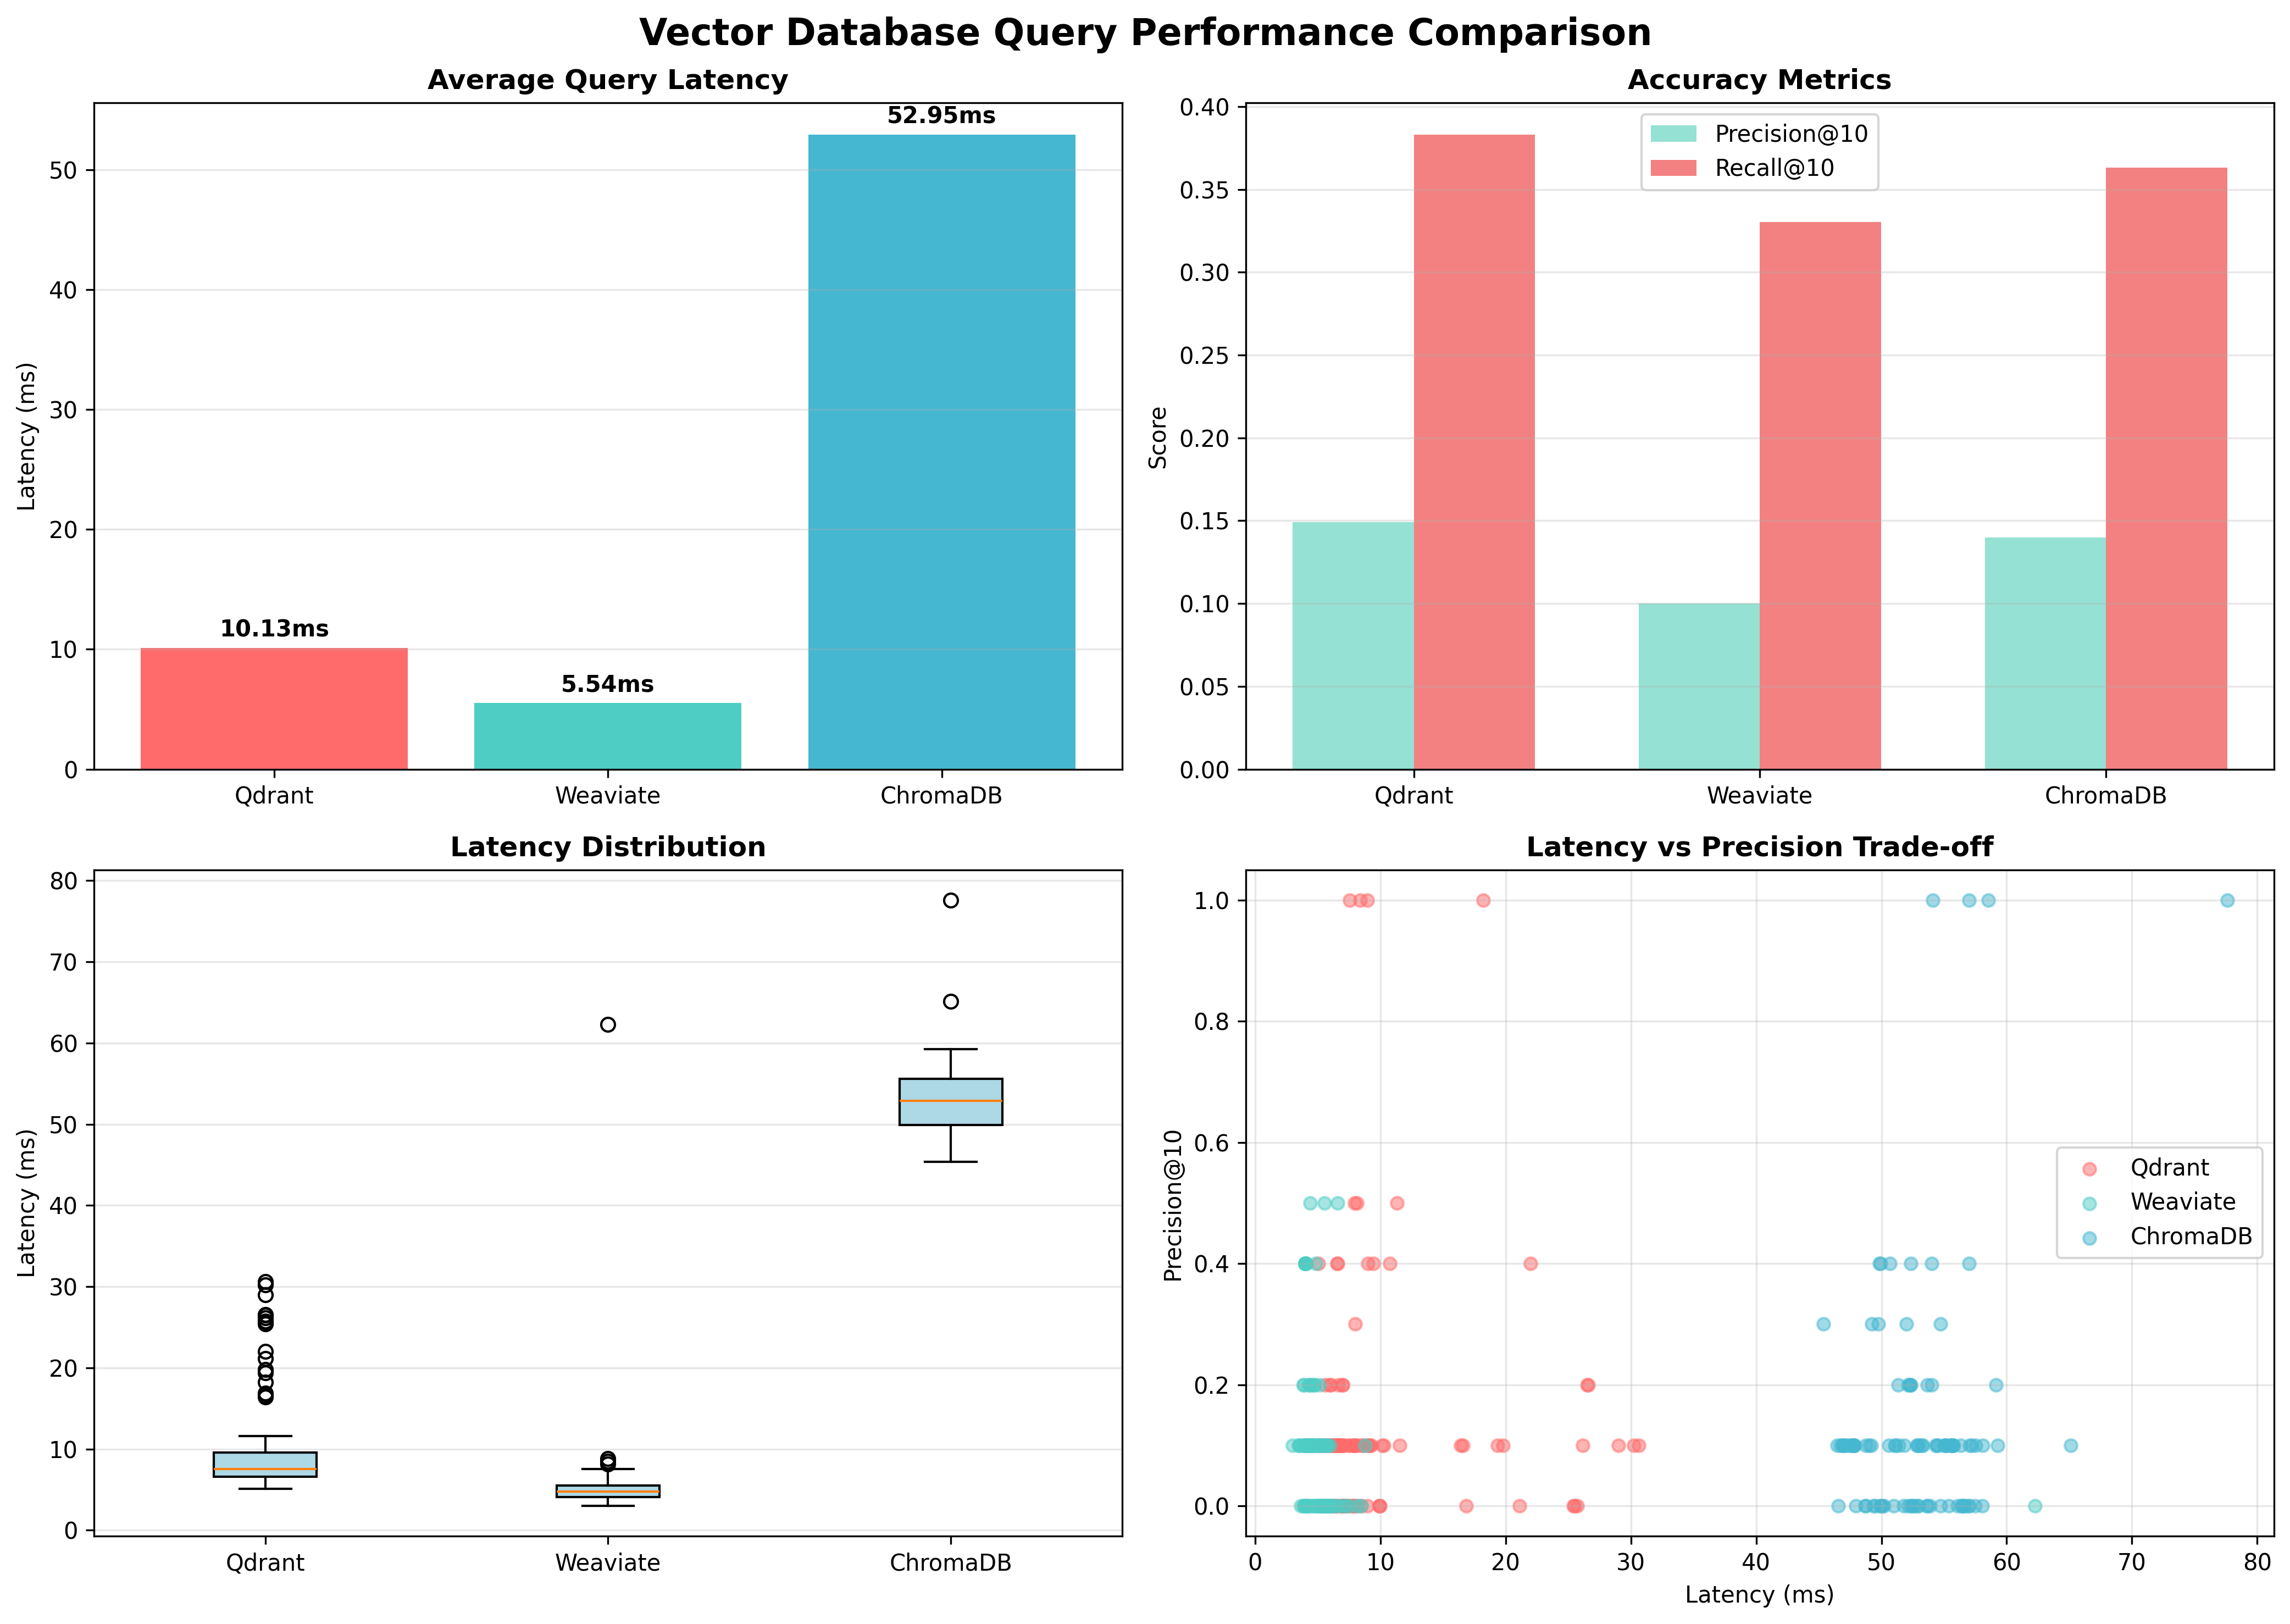 Vector Database Query Performance Comparison
Average Query Latency
Latency (ms)
50
40
30
20
10
0
10.13ms
5.54ms
52.95ms
Qdrant
Weaviate
ChromaDB
Accuracy Metrics
Score
0.40
0.35
0.30
0.25
0.20
0.15
0.10
0.05
0.00
Precision@10
Recall@10
Qdrant
Weaviate
ChromaDB
Latency Distribution
Latency (ms)
80
70
60
50
40
30
20
10
0
Qdrant
Weaviate
ChromaDB
Latency vs Precision Trade-off
Precision@10
1.0
0.8
0.6
0.4
0.2
0.0
Qdrant
Weaviate
ChromaDB
0
10
20
30
40
50
60
70
80
Latency (ms)